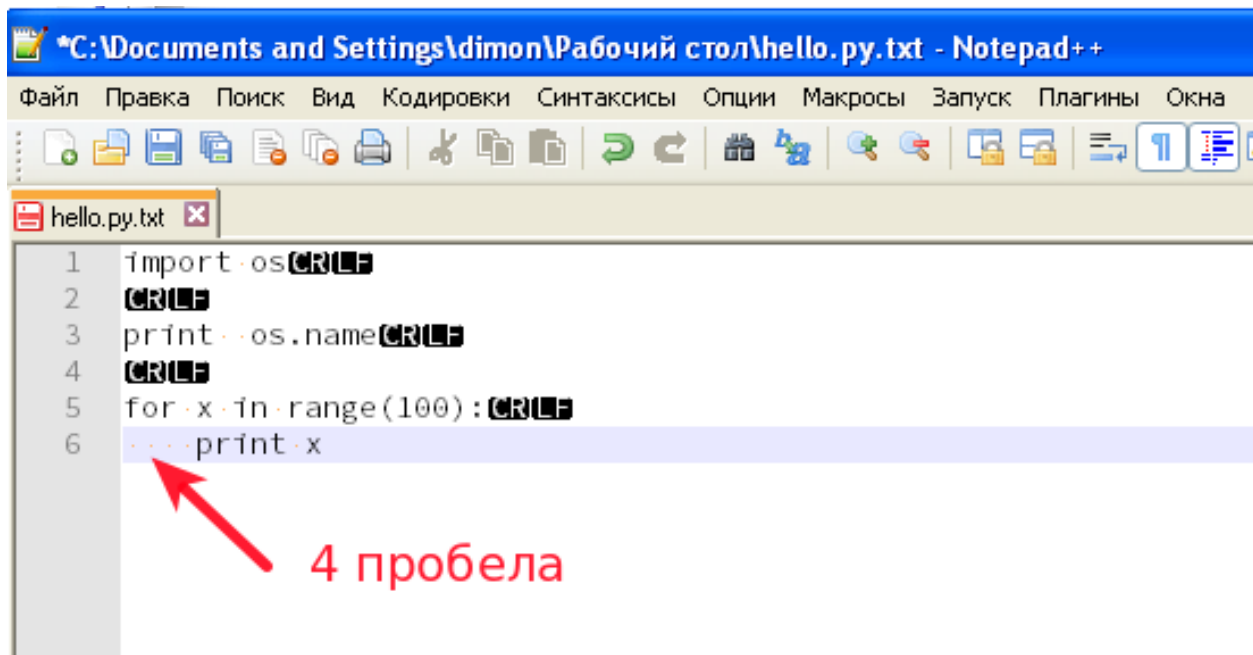 *C:\Documents and Settings\dimon\Рабочий стол\hello.py.txt - Notepad++
Файл Правка Поиск Вид Кодировки Синтаксисы Опции Макросы Запуск Плагины Окна
hello.py.txt
1 import os CR LF
2 CR LF
3 print  os.name CR LF
4 CR LF
5 for x in range(100): CR LF
6     print x
4 пробела